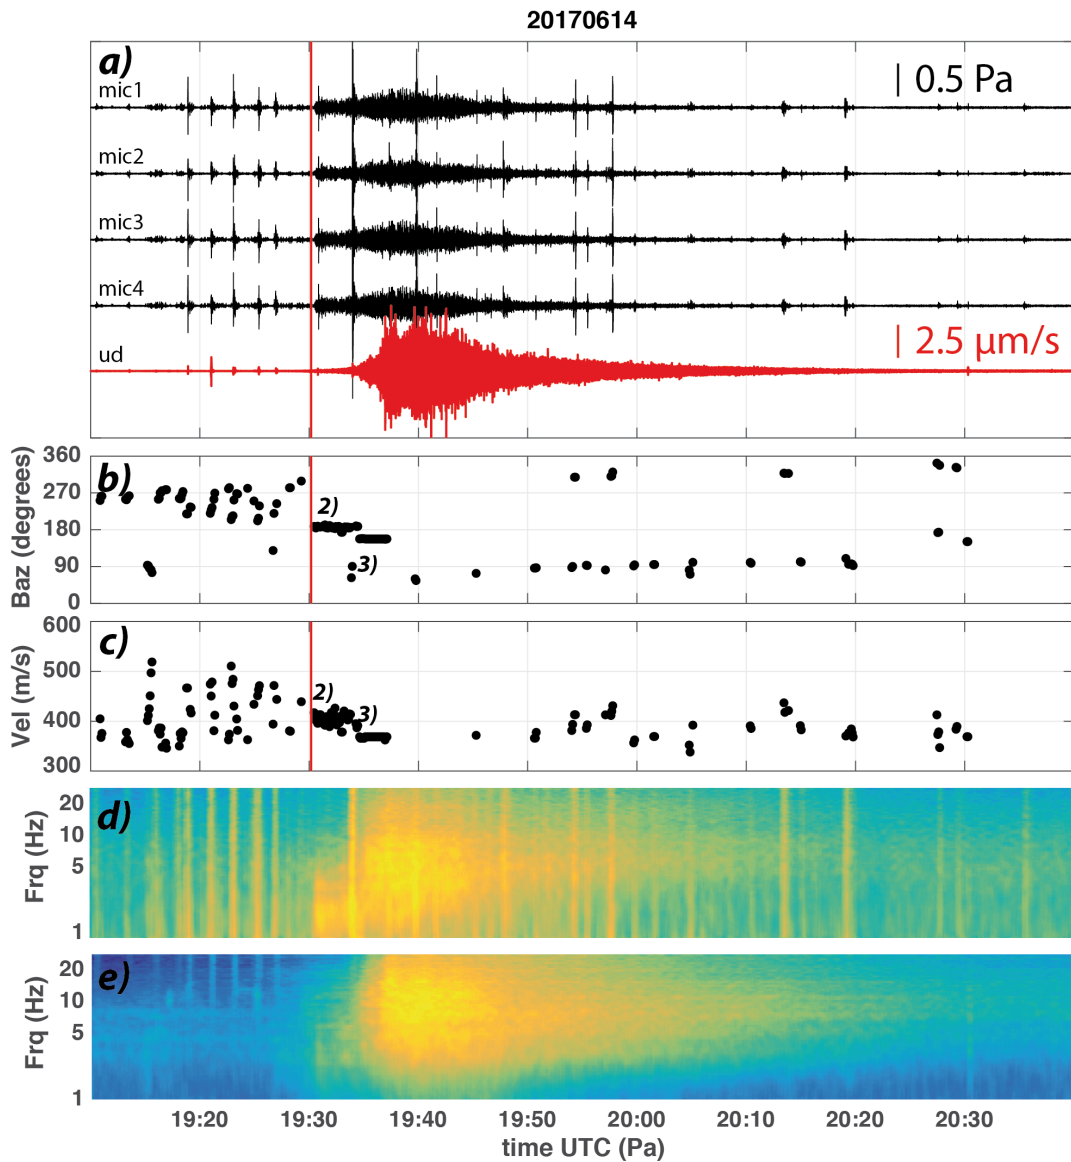 20170614
a)
mic1
| 0.5 Pa
mic2
mic3
mic4
ud
| 2.5 µm/s
b)
Baz (degrees)
360
270
180
90
0
2)
3)
c)
Vel (m/s)
600
500
400
300
2)
3)
d)
Frq (Hz)
20
10
5
1
e)
Frq (Hz)
20
10
5
1
19:20 19:30 19:40 19:50 20:00 20:10 20:20 20:30
time UTC (Pa)